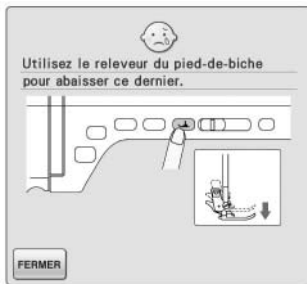 Utilisez le releveur du pied-de-biche
pour abaisser ce dernier.
FERMER